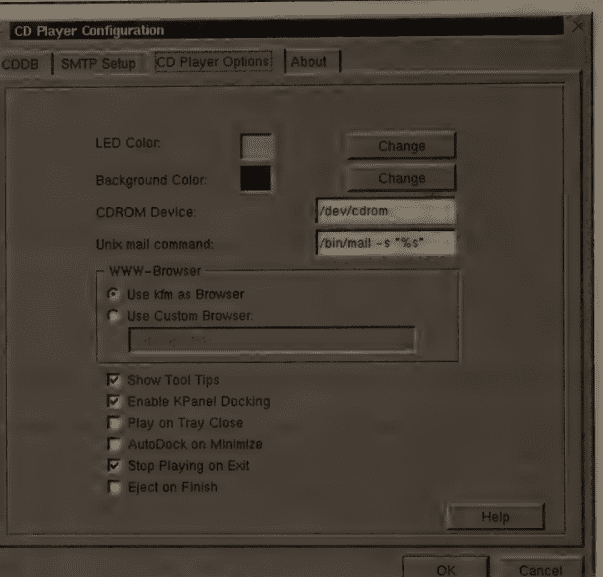 CD Player Configuration
CDDB SMTP Setup CD Player Options About
LED Color: Change
Background Color: Change
CDROM Device: /dev/cdrom
Unix mail command: /bin/mail -s "%s"
WWW-Browser
Use kfm as Browser
Use Custom Browser:
Show Tool Tips
Enable KPanel Docking
Play on Tray Close
AutoDock on Minimize
Stop Playing on Exit
Eject on Finish
Help
OK Cancel